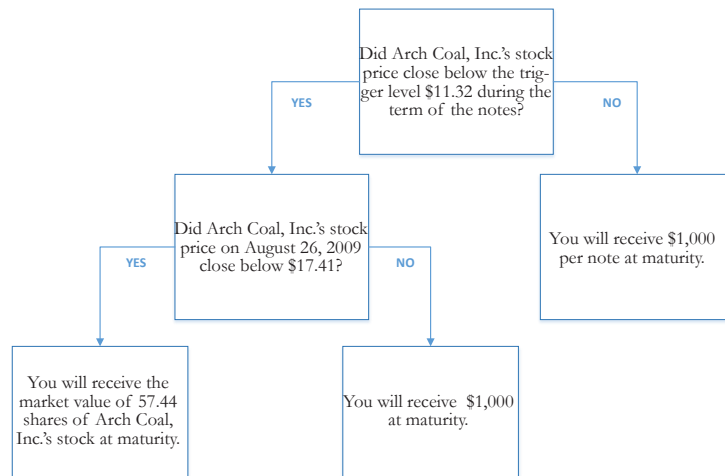 Did Arch Coal, Inc.'s stock
price close below the trig-
ger level $11.32 during the
term of the notes?
YES
NO
Did Arch Coal, Inc.'s stock
price on August 26, 2009
close below $17.41?
You will receive $1,000
per note at maturity.
YES
NO
You will receive the
market value of 57.44
shares of Arch Coal,
Inc.'s stock at maturity.
You will receive $1,000
at maturity.